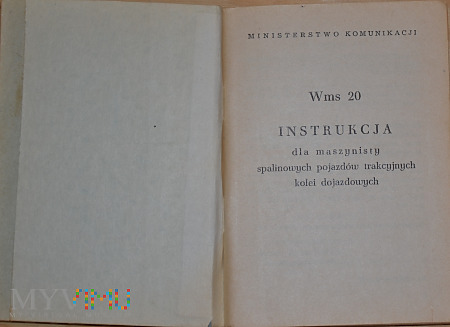 MINISTERSTWO KOMUNIKACJI
Wms 20
INSTRUKCJA
dla maszynisty
spalinowych pojazdów trakcyjnych
kolei dojazdowych